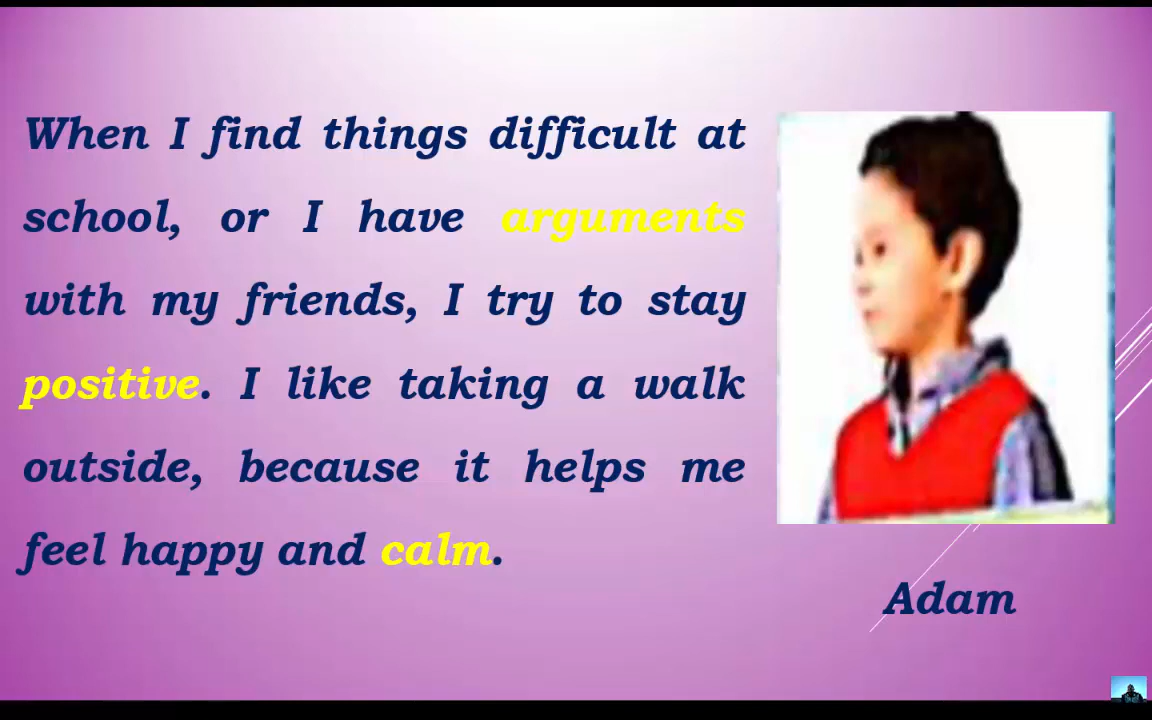 When I find things difficult at
school, or I have arguments
with my friends, I try to stay
positive. I like taking a walk
outside, because it helps me
feel happy and calm.
Adam